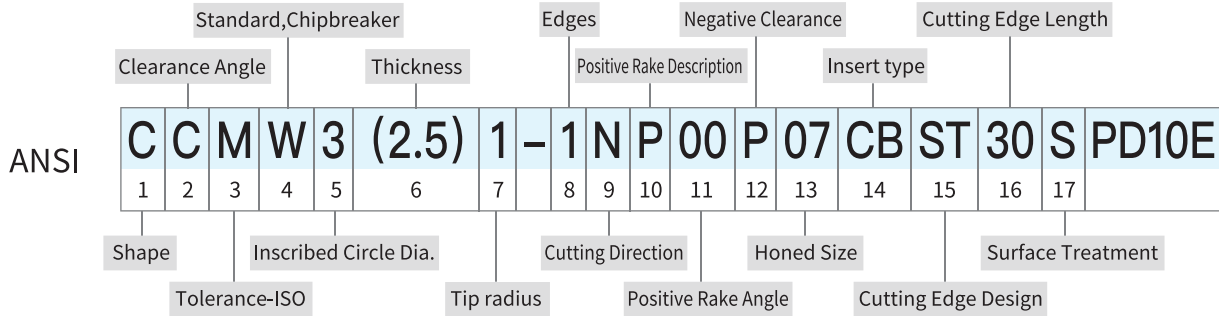 Standard,Chipbreaker Edges Negative Clearance Cutting Edge Length
Clearance Angle Thickness Positive Rake Description Insert type
ANSI C C M W 3 (2.5) 1 – 1 N P 00 P 07 CB ST 30 S PD10E
1 2 3 4 5 6 7 8 9 10 11 12 13 14 15 16 17
Shape Inscribed Circle Dia. Cutting Direction Honed Size Surface Treatment
Tolerance-ISO Tip radius Positive Rake Angle Cutting Edge Design